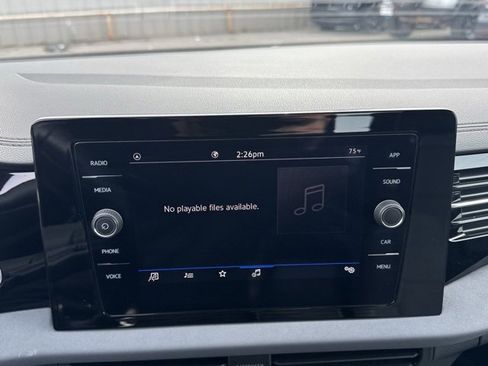 RADIO
MEDIA
PHONE
VOICE
2:26pm
75°F
No playable files available.
APP
SOUND
CAR
MENU